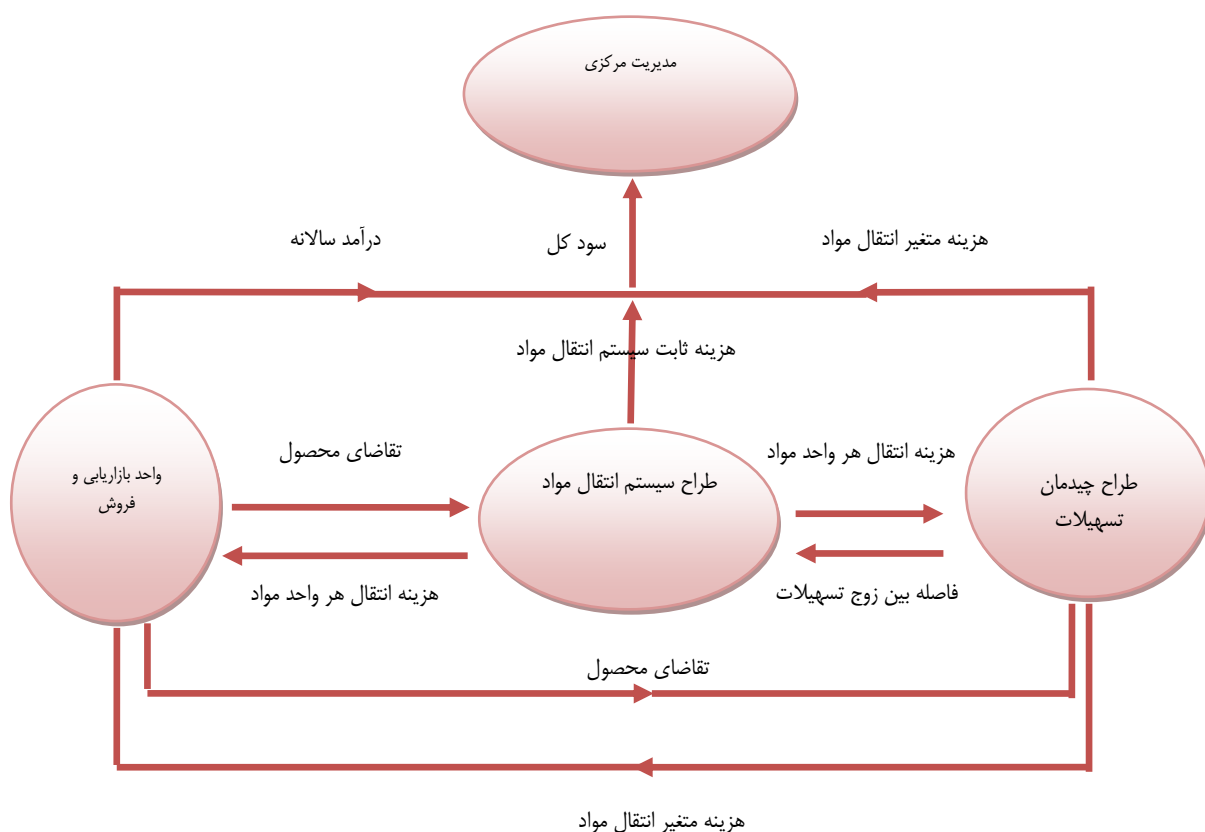 مدیریت مرکزی
هزینه متغیر انتقال مواد
سود کل
درآمد سالانه
هزینه ثابت سیستم انتقال مواد
طراح چیدمان
تسهیلات
هزینه انتقال هر واحد مواد
طراح سیستم انتقال مواد
تقاضای محصول
واحد بازاریابی و
فروش
فاصله بین زوج تسهیلات
هزینه انتقال هر واحد مواد
تقاضای محصول
هزینه متغیر انتقال مواد